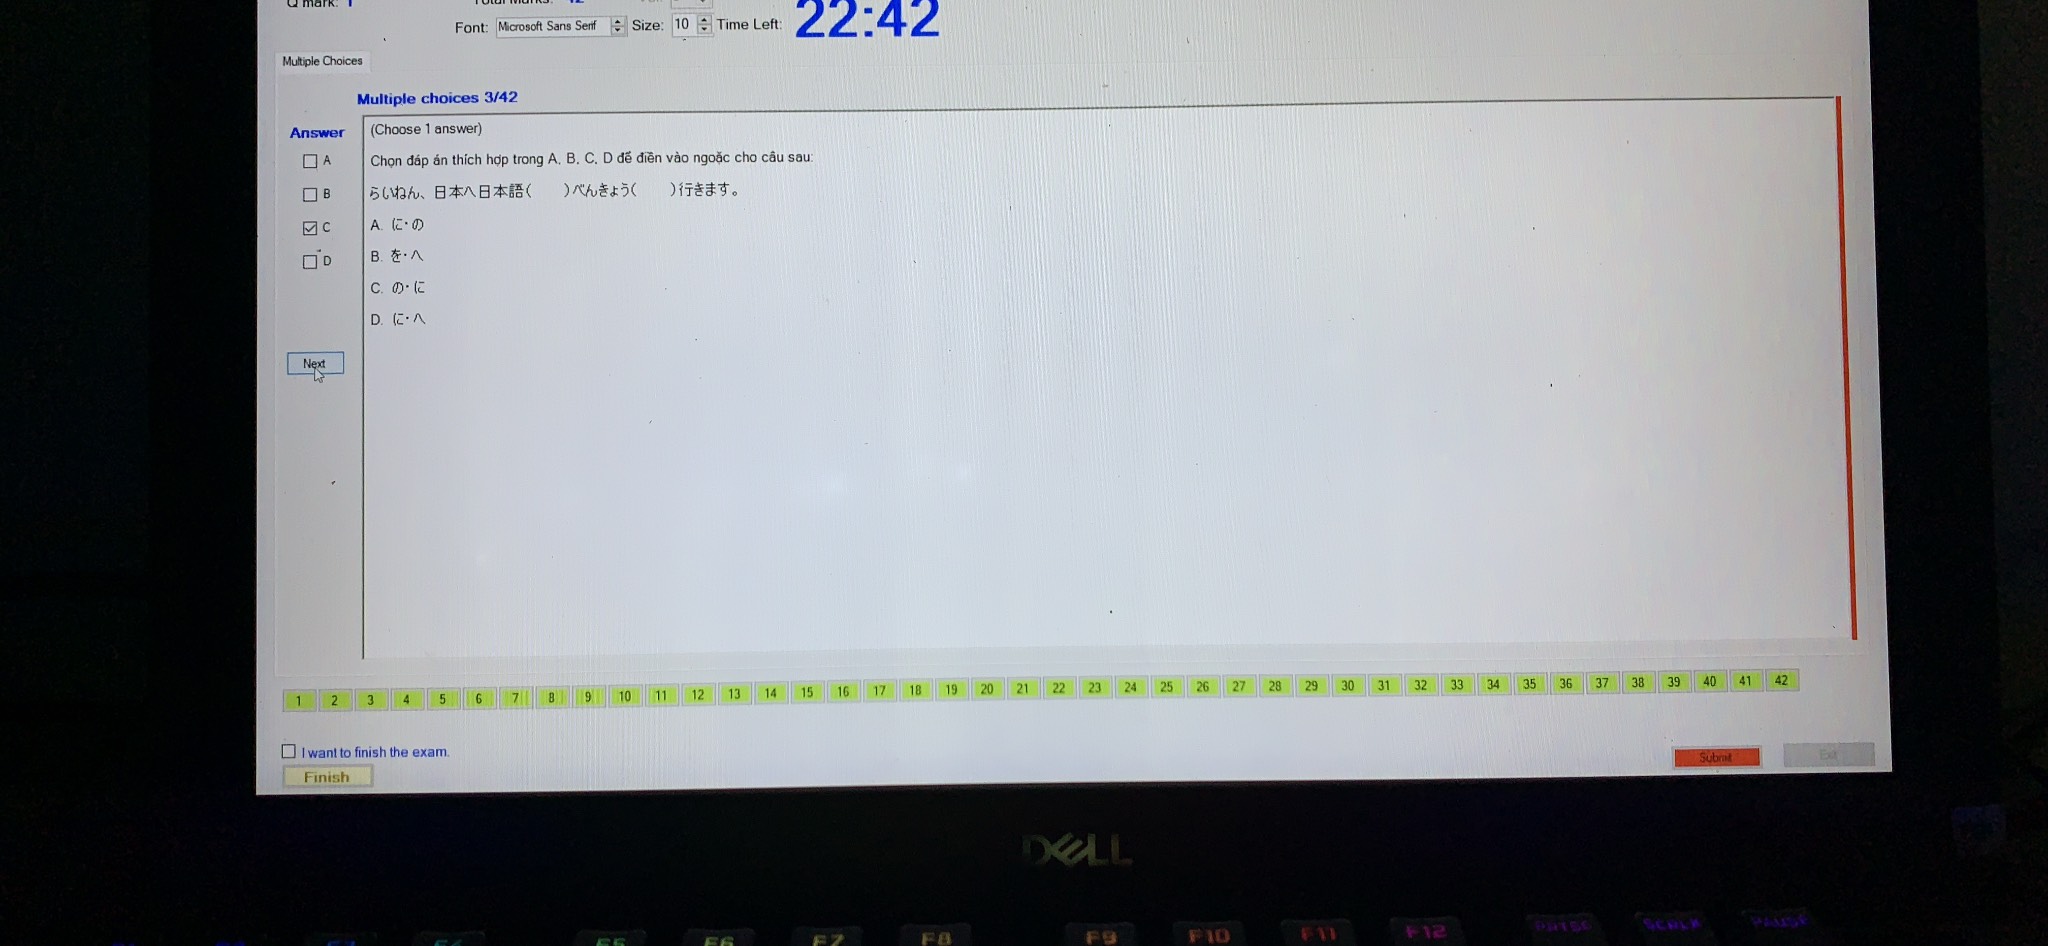 Q mark: 1
Total Marks: 42
Font: Microsoft Sans Serif Size: 10 Time Left: 22:42
Multiple Choices
Multiple choices 3/42
Answer
A
B
C
D
Next
(Choose 1 answer)
Chọn đáp án thích hợp trong A, B, C, D để điền vào ngoặc cho câu sau:
らいねん、日本へ日本語( )べんきょう( )行きます。
A. に・の
B. を・へ
C. の・に
D. に・へ
1 2 3 4 5 6 7 8 9 10 11 12 13 14 15 16 17 18 19 20 21 22 23 24 25 26 27 28 29 30 31 32 33 34 35 36 37 38 39 40 41 42
I want to finish the exam.
Finish
Submit
Exit
DELL
F5 F6 F7 F8 F9 F10 F11 F12 PRTSC SCRLK PAUSE